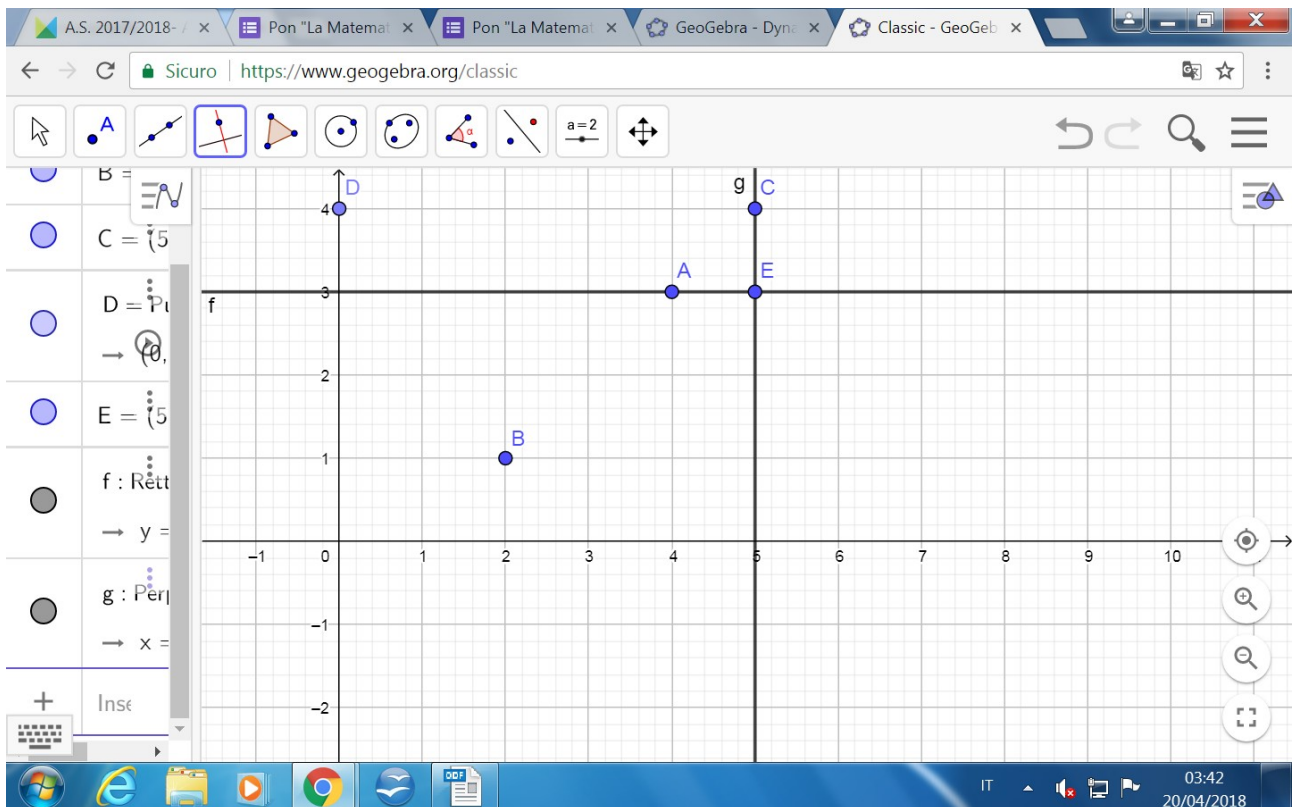 A.S. 2017/2018- A
Pon "La Matemat
Pon "La Matemat
GeoGebra - Dyna
Classic - GeoGeb
Sicuro https://www.geogebra.org/classic
A
α
a = 2
B =
C = (5
D = Pu
→ (0,
E = (5
f : Rett
→ y =
g : Perp
→ x =
+ Inse
D g C
4
A E
3
f
2
B
1
−1 0 1 2 3 4 5 6 7 8 9 10
−1
−2
ODF
IT
03:42
20/04/2018